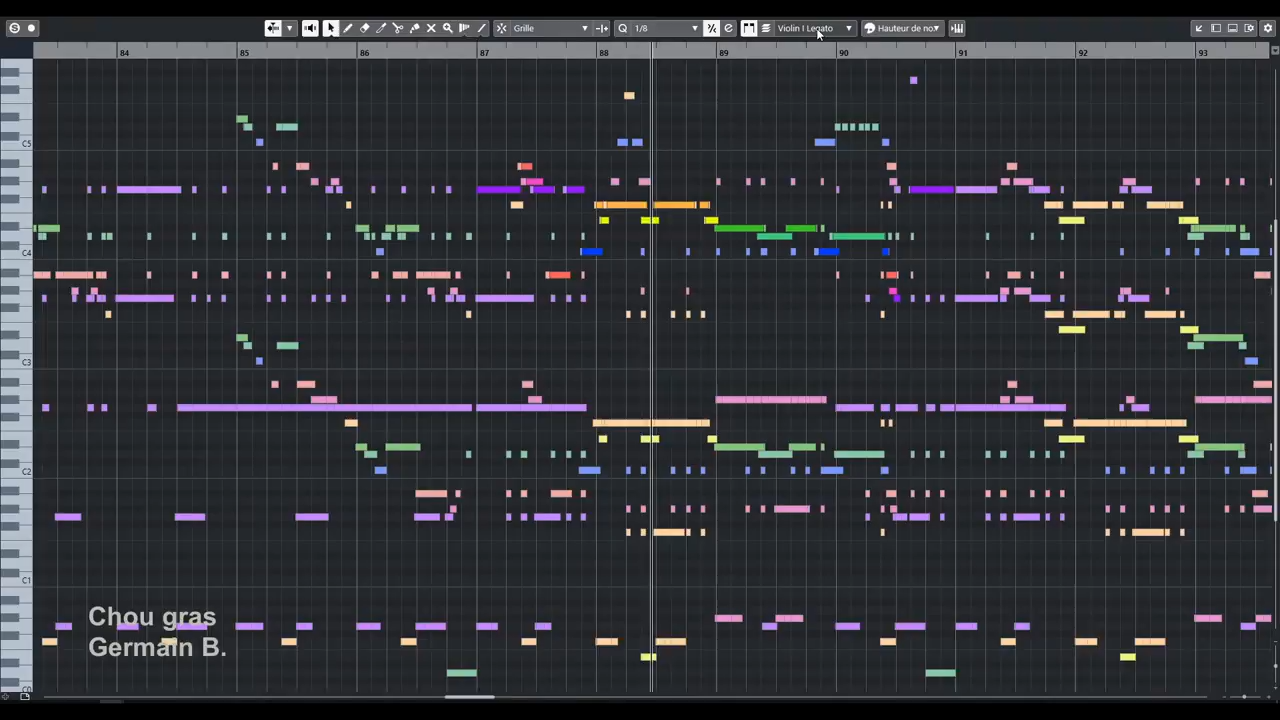 Grille
Q 1/8
Violin I Legato
Hauteur de no
84 85 86 87 88 89 90 91 92 93
C5
C4
C3
C2
C1
C0
Chou gras
Germain B.